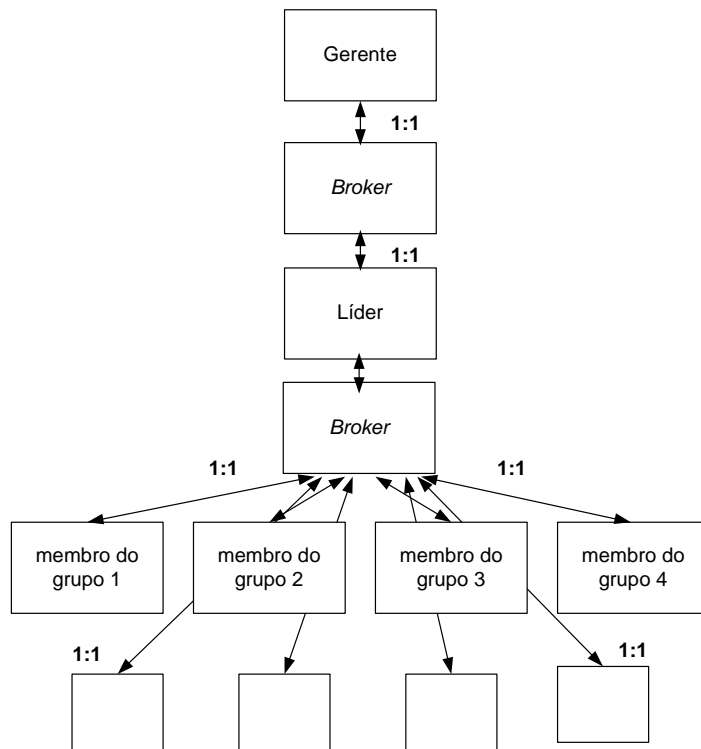 Gerente
1:1
Broker
1:1
Líder
Broker
1:1
1:1
membro do
grupo 1
membro do
grupo 2
membro do
grupo 3
membro do
grupo 4
1:1
1:1